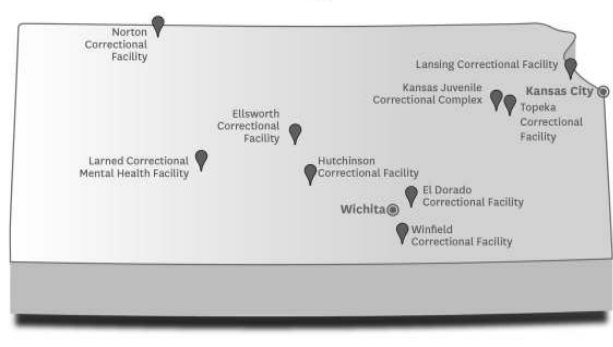 Norton
Correctional
Facility
Lansing Correctional Facility
Kansas City
Kansas Juvenile
Correctional Complex
Topeka
Correctional
Facility
Ellsworth
Correctional
Facility
Larned Correctional
Mental Health Facility
Hutchinson
Correctional Facility
El Dorado
Correctional Facility
Wichita
Winfield
Correctional Facility